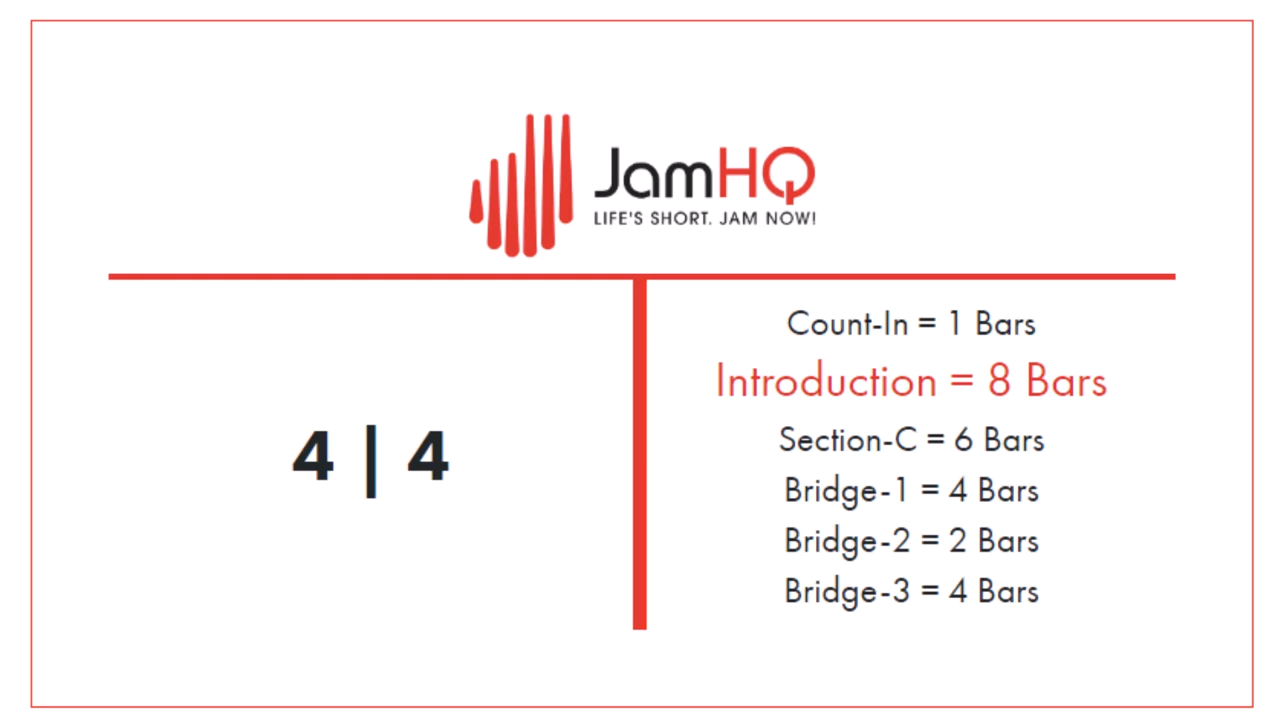 JamHQ
LIFE'S SHORT. JAM NOW!
4 | 4
Count-In = 1 Bars
Introduction = 8 Bars
Section-C = 6 Bars
Bridge-1 = 4 Bars
Bridge-2 = 2 Bars
Bridge-3 = 4 Bars